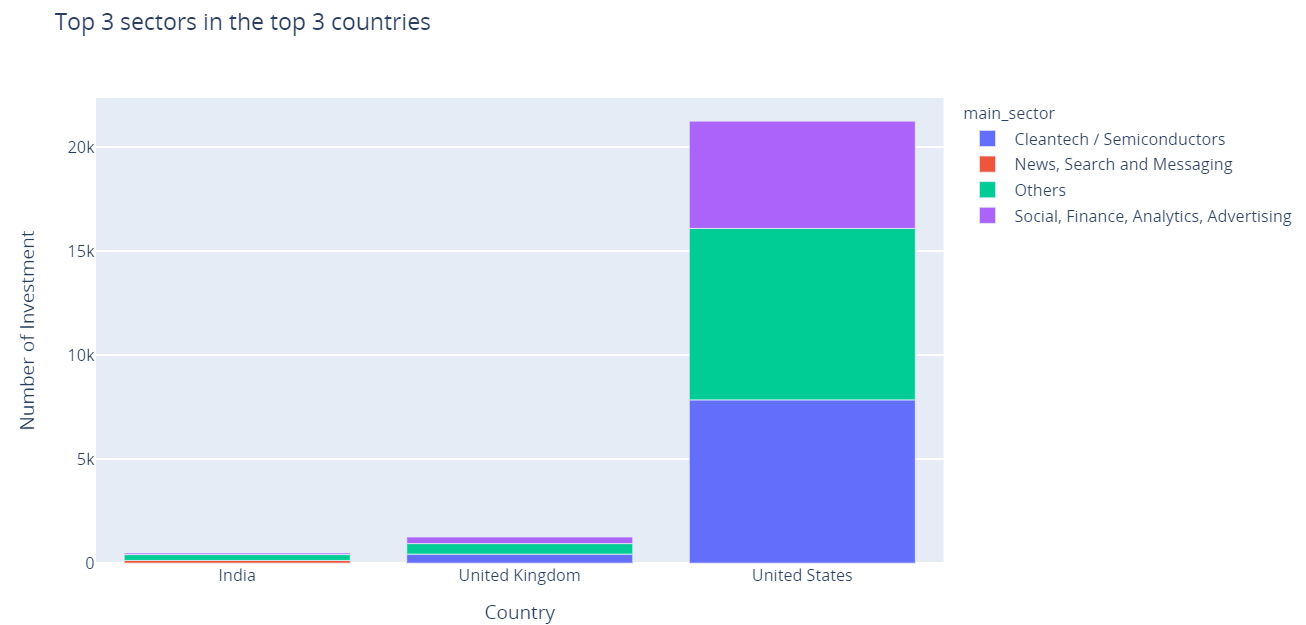 Top 3 sectors in the top 3 countries
main_sector
Cleantech / Semiconductors
News, Search and Messaging
Others
Social, Finance, Analytics, Advertising
Number of Investment
20k
15k
10k
5k
0
India
United Kingdom
United States
Country